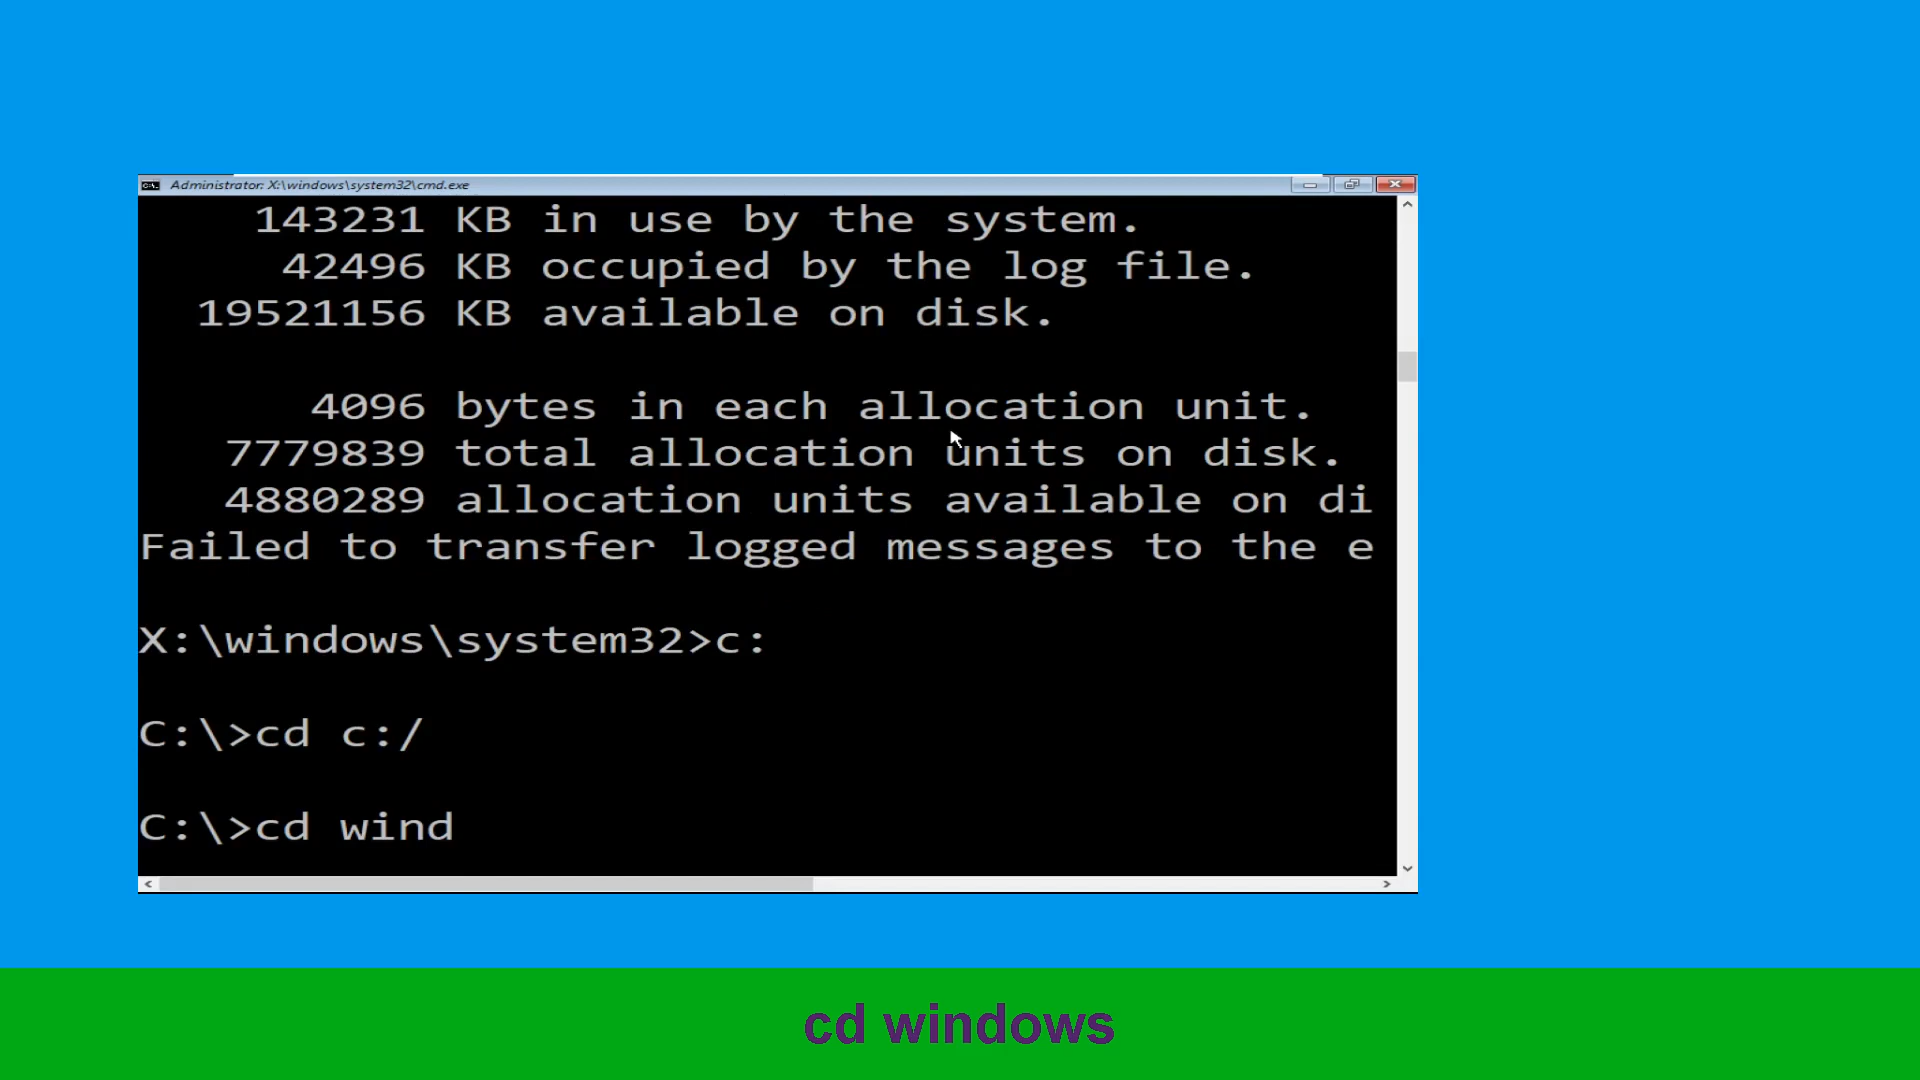 Administrator: X:\windows\system32\cmd.exe
143231 KB in use by the system.
42496 KB occupied by the log file.
19521156 KB available on disk.
4096 bytes in each allocation unit.
7779839 total allocation units on disk.
4880289 allocation units available on di
Failed to transfer logged messages to the e
X:\windows\system32>c:
C:\>cd c:/
C:\>cd wind
cd windows